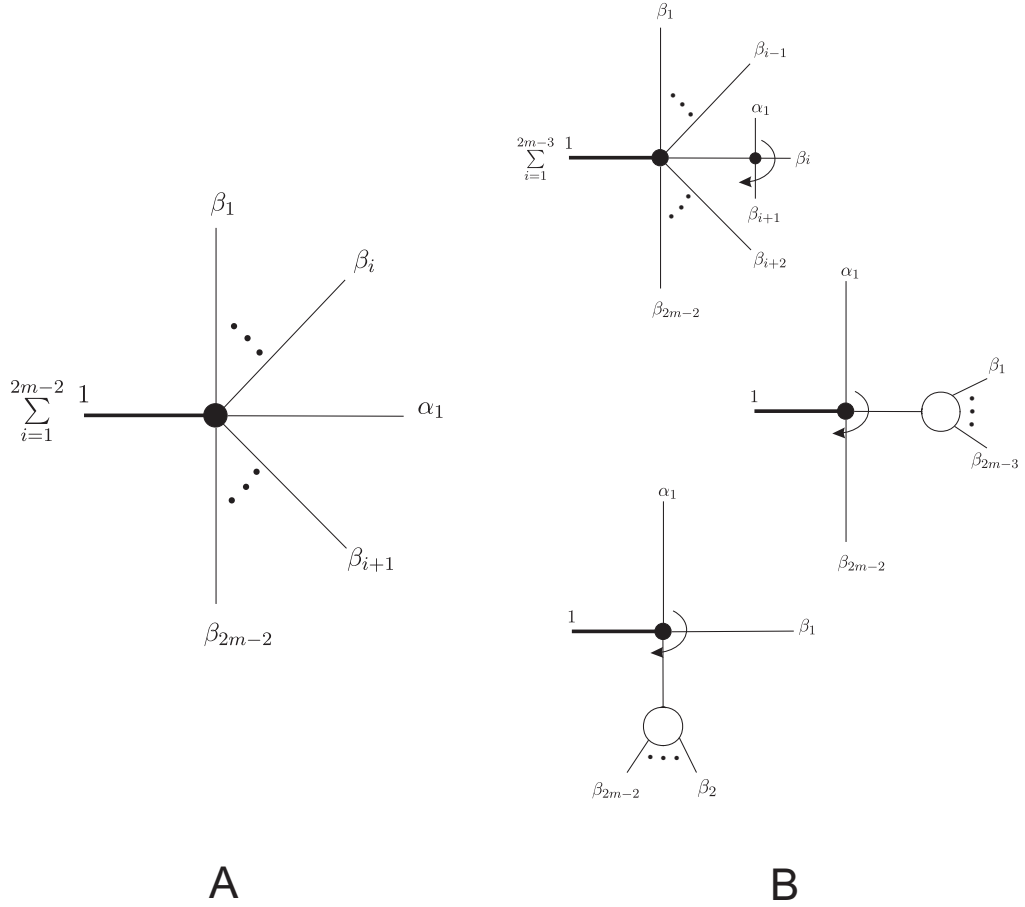 β₁
βᵢ
2m−2
∑
i=1
1
α₁
βᵢ₊₁
β₂ₘ₋₂
A
β₁
βᵢ₋₁
α₁
2m−3
∑
i=1
1
βᵢ
βᵢ₊₁
βᵢ₊₂
β₂ₘ₋₂
α₁
β₁
1
β₂ₘ₋₃
β₂ₘ₋₂
α₁
1
β₁
β₂ₘ₋₂
β₂
B